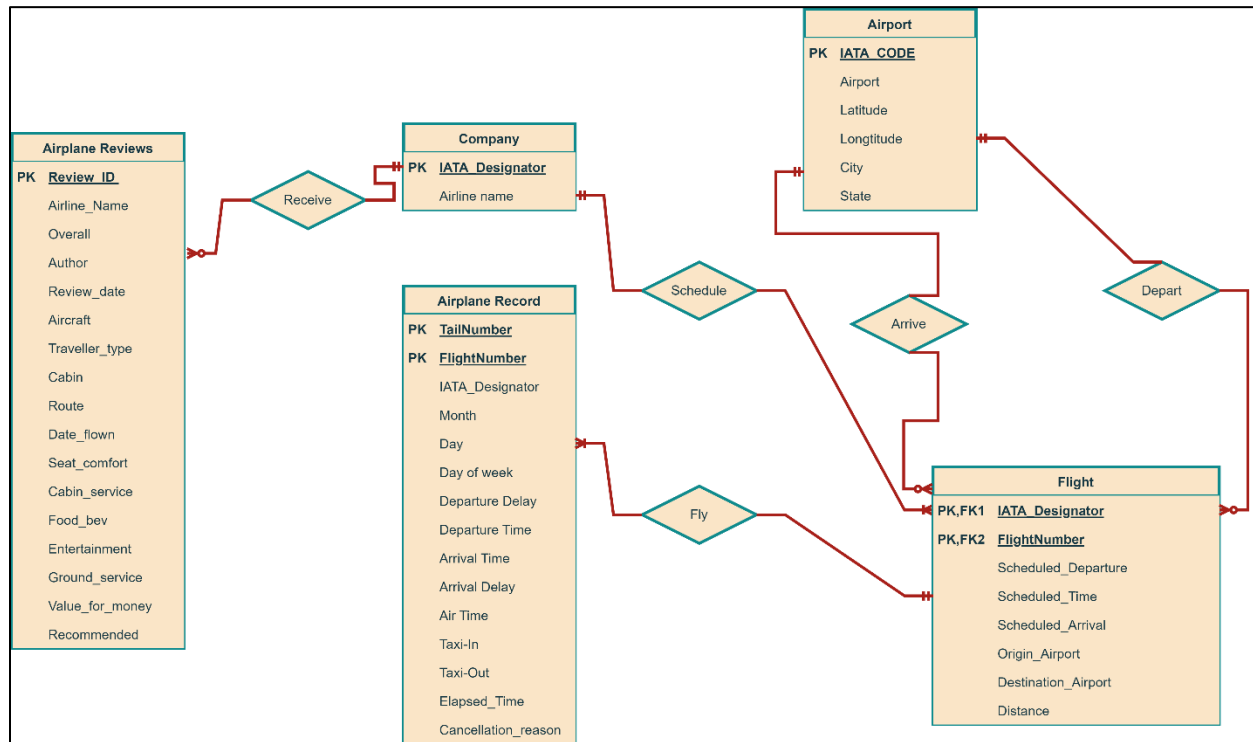 Airplane Reviews
PK Review_ID
Airline_Name
Overall
Author
Review_date
Aircraft
Traveller_type
Cabin
Route
Date_flown
Seat_comfort
Cabin_service
Food_bev
Entertainment
Ground_service
Value_for_money
Recommended
Receive
Company
PK IATA_Designator
Airline name
Airplane Record
PK TailNumber
PK FlightNumber
IATA_Designator
Month
Day
Day of week
Departure Delay
Departure Time
Arrival Time
Arrival Delay
Air Time
Taxi-In
Taxi-Out
Elapsed_Time
Cancellation_reason
Schedule
Fly
Airport
PK IATA_CODE
Airport
Latitude
Longtitude
City
State
Arrive
Depart
Flight
PK,FK1 IATA_Designator
PK,FK2 FlightNumber
Scheduled_Departure
Scheduled_Time
Scheduled_Arrival
Origin_Airport
Destination_Airport
Distance